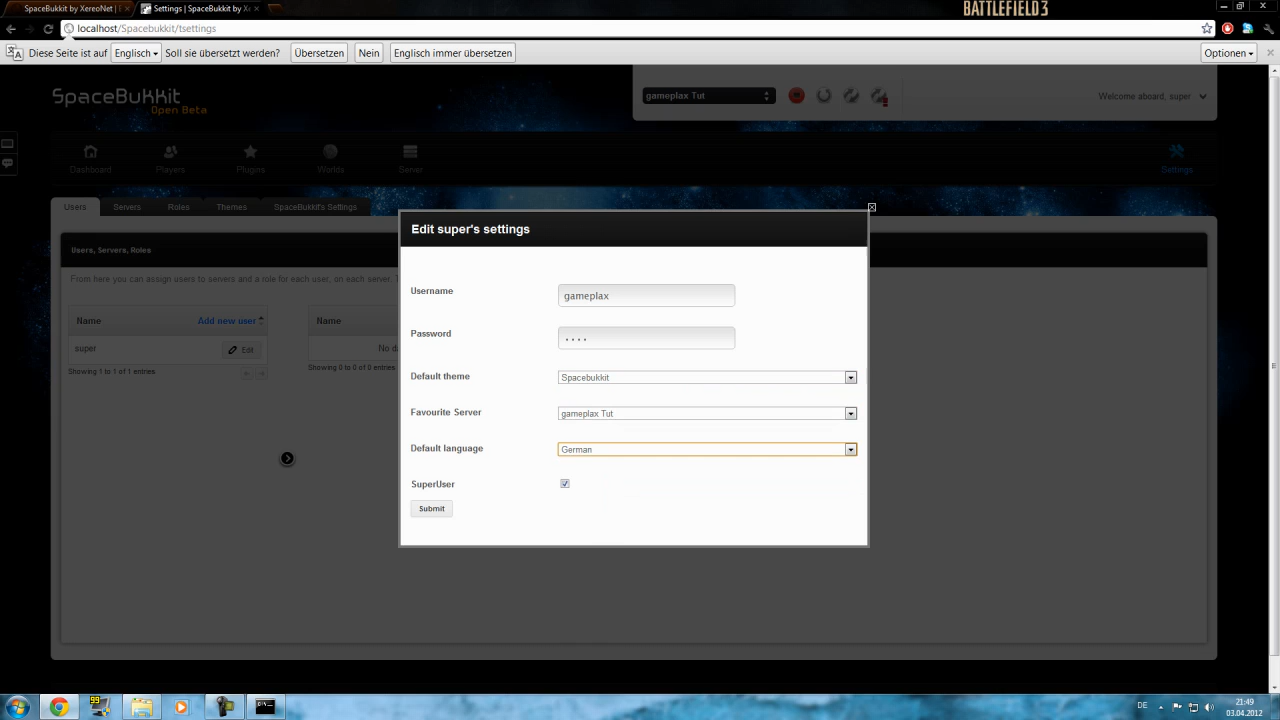 SpaceBukkit by XereoNet |
Settings | SpaceBukkit by X
BATTLEFIELD 3
localhost/Spacebukkit/tsettings
Diese Seite ist auf Englisch Soll sie übersetzt werden? Übersetzen Nein Englisch immer übersetzen Optionen
SpaceBukkit
Open Beta
gameplax Tut
Welcome aboard, super
Dashboard Players Plugins Worlds Server Settings
Users Servers Roles Themes SpaceBukkit's Settings
Edit super's settings
Users, Servers, Roles
From here you can assign users to servers and a role for each user, on each server.
Name Add new user Name
super Edit No da
Showing 1 to 1 of 1 entries Showing 0 to 0 of 0 entries
Username gameplax
Password ....
Default theme Spacebukkit
Favourite Server gameplax Tut
Default language German
SuperUser
Submit
99
DE
21:49
03.04.2012